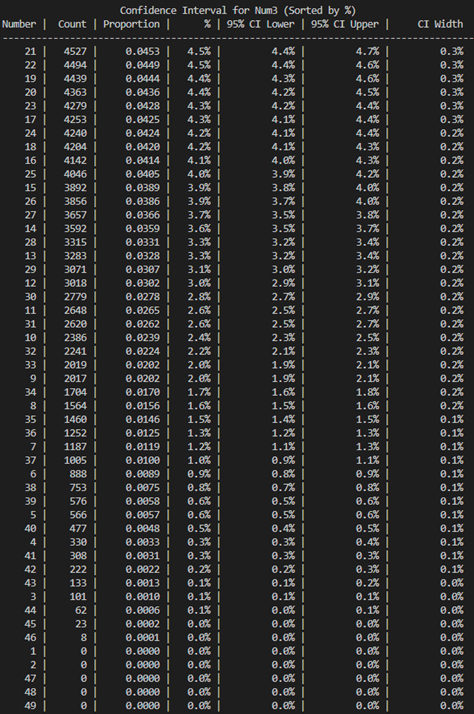 Confidence Interval for Num3 (Sorted by %)
Number | Count | Proportion | % | 95% CI Lower | 95% CI Upper | CI Width
21 | 4527 | 0.0453 | 4.5% | 4.4% | 4.7% | 0.3%
22 | 4494 | 0.0449 | 4.5% | 4.4% | 4.6% | 0.3%
19 | 4439 | 0.0444 | 4.4% | 4.3% | 4.6% | 0.3%
20 | 4363 | 0.0436 | 4.4% | 4.2% | 4.5% | 0.3%
23 | 4279 | 0.0428 | 4.3% | 4.2% | 4.4% | 0.3%
17 | 4253 | 0.0425 | 4.3% | 4.1% | 4.4% | 0.3%
24 | 4240 | 0.0424 | 4.2% | 4.1% | 4.4% | 0.2%
18 | 4204 | 0.0420 | 4.2% | 4.1% | 4.3% | 0.2%
16 | 4142 | 0.0414 | 4.1% | 4.0% | 4.3% | 0.2%
25 | 4046 | 0.0405 | 4.0% | 3.9% | 4.2% | 0.2%
15 | 3892 | 0.0389 | 3.9% | 3.8% | 4.0% | 0.2%
26 | 3856 | 0.0386 | 3.9% | 3.7% | 4.0% | 0.2%
27 | 3657 | 0.0366 | 3.7% | 3.5% | 3.8% | 0.2%
14 | 3592 | 0.0359 | 3.6% | 3.5% | 3.7% | 0.2%
28 | 3315 | 0.0331 | 3.3% | 3.2% | 3.4% | 0.2%
13 | 3283 | 0.0328 | 3.3% | 3.2% | 3.4% | 0.2%
29 | 3071 | 0.0307 | 3.1% | 3.0% | 3.2% | 0.2%
12 | 3018 | 0.0302 | 3.0% | 2.9% | 3.1% | 0.2%
30 | 2779 | 0.0278 | 2.8% | 2.7% | 2.9% | 0.2%
11 | 2648 | 0.0265 | 2.6% | 2.5% | 2.7% | 0.2%
31 | 2620 | 0.0262 | 2.6% | 2.5% | 2.7% | 0.2%
10 | 2386 | 0.0239 | 2.4% | 2.3% | 2.5% | 0.2%
32 | 2241 | 0.0224 | 2.2% | 2.1% | 2.3% | 0.2%
33 | 2019 | 0.0202 | 2.0% | 1.9% | 2.1% | 0.2%
9 | 2017 | 0.0202 | 2.0% | 1.9% | 2.1% | 0.2%
34 | 1704 | 0.0170 | 1.7% | 1.6% | 1.8% | 0.2%
8 | 1564 | 0.0156 | 1.6% | 1.5% | 1.6% | 0.2%
35 | 1460 | 0.0146 | 1.5% | 1.4% | 1.5% | 0.1%
36 | 1252 | 0.0125 | 1.3% | 1.2% | 1.3% | 0.1%
7 | 1187 | 0.0119 | 1.2% | 1.1% | 1.3% | 0.1%
37 | 1005 | 0.0100 | 1.0% | 0.9% | 1.1% | 0.1%
6 | 888 | 0.0089 | 0.9% | 0.8% | 0.9% | 0.1%
38 | 753 | 0.0075 | 0.8% | 0.7% | 0.8% | 0.1%
39 | 576 | 0.0058 | 0.6% | 0.5% | 0.6% | 0.1%
5 | 566 | 0.0057 | 0.6% | 0.5% | 0.6% | 0.1%
40 | 477 | 0.0048 | 0.5% | 0.4% | 0.5% | 0.1%
4 | 330 | 0.0033 | 0.3% | 0.3% | 0.4% | 0.1%
41 | 308 | 0.0031 | 0.3% | 0.3% | 0.3% | 0.1%
42 | 222 | 0.0022 | 0.2% | 0.2% | 0.3% | 0.1%
43 | 133 | 0.0013 | 0.1% | 0.1% | 0.2% | 0.0%
3 | 101 | 0.0010 | 0.1% | 0.1% | 0.1% | 0.0%
44 | 62 | 0.0006 | 0.1% | 0.0% | 0.1% | 0.0%
45 | 23 | 0.0002 | 0.0% | 0.0% | 0.0% | 0.0%
46 | 8 | 0.0001 | 0.0% | 0.0% | 0.0% | 0.0%
1 | 0 | 0.0000 | 0.0% | 0.0% | 0.0% | 0.0%
2 | 0 | 0.0000 | 0.0% | 0.0% | 0.0% | 0.0%
47 | 0 | 0.0000 | 0.0% | 0.0% | 0.0% | 0.0%
48 | 0 | 0.0000 | 0.0% | 0.0% | 0.0% | 0.0%
49 | 0 | 0.0000 | 0.0% | 0.0% | 0.0% | 0.0%